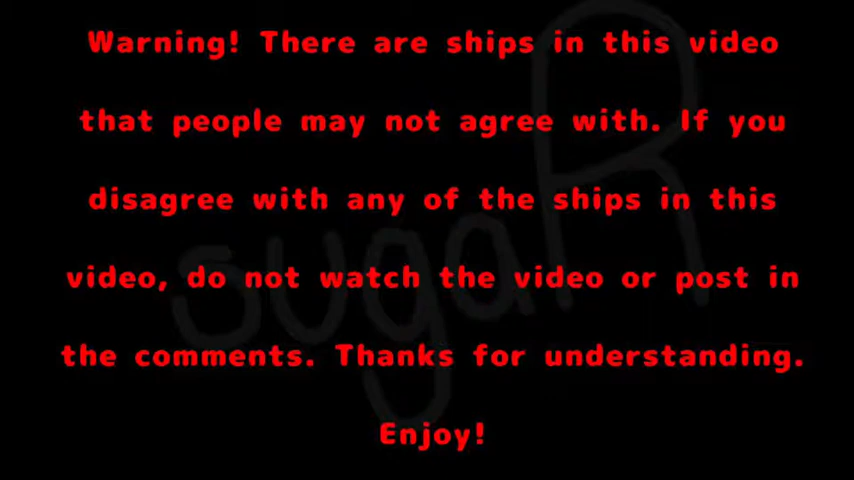 Warning! There are ships in this video
that people may not agree with. If you
disagree with any of the ships in this
video, do not watch the video or post in
the comments. Thanks for understanding.
Enjoy!
sugaR